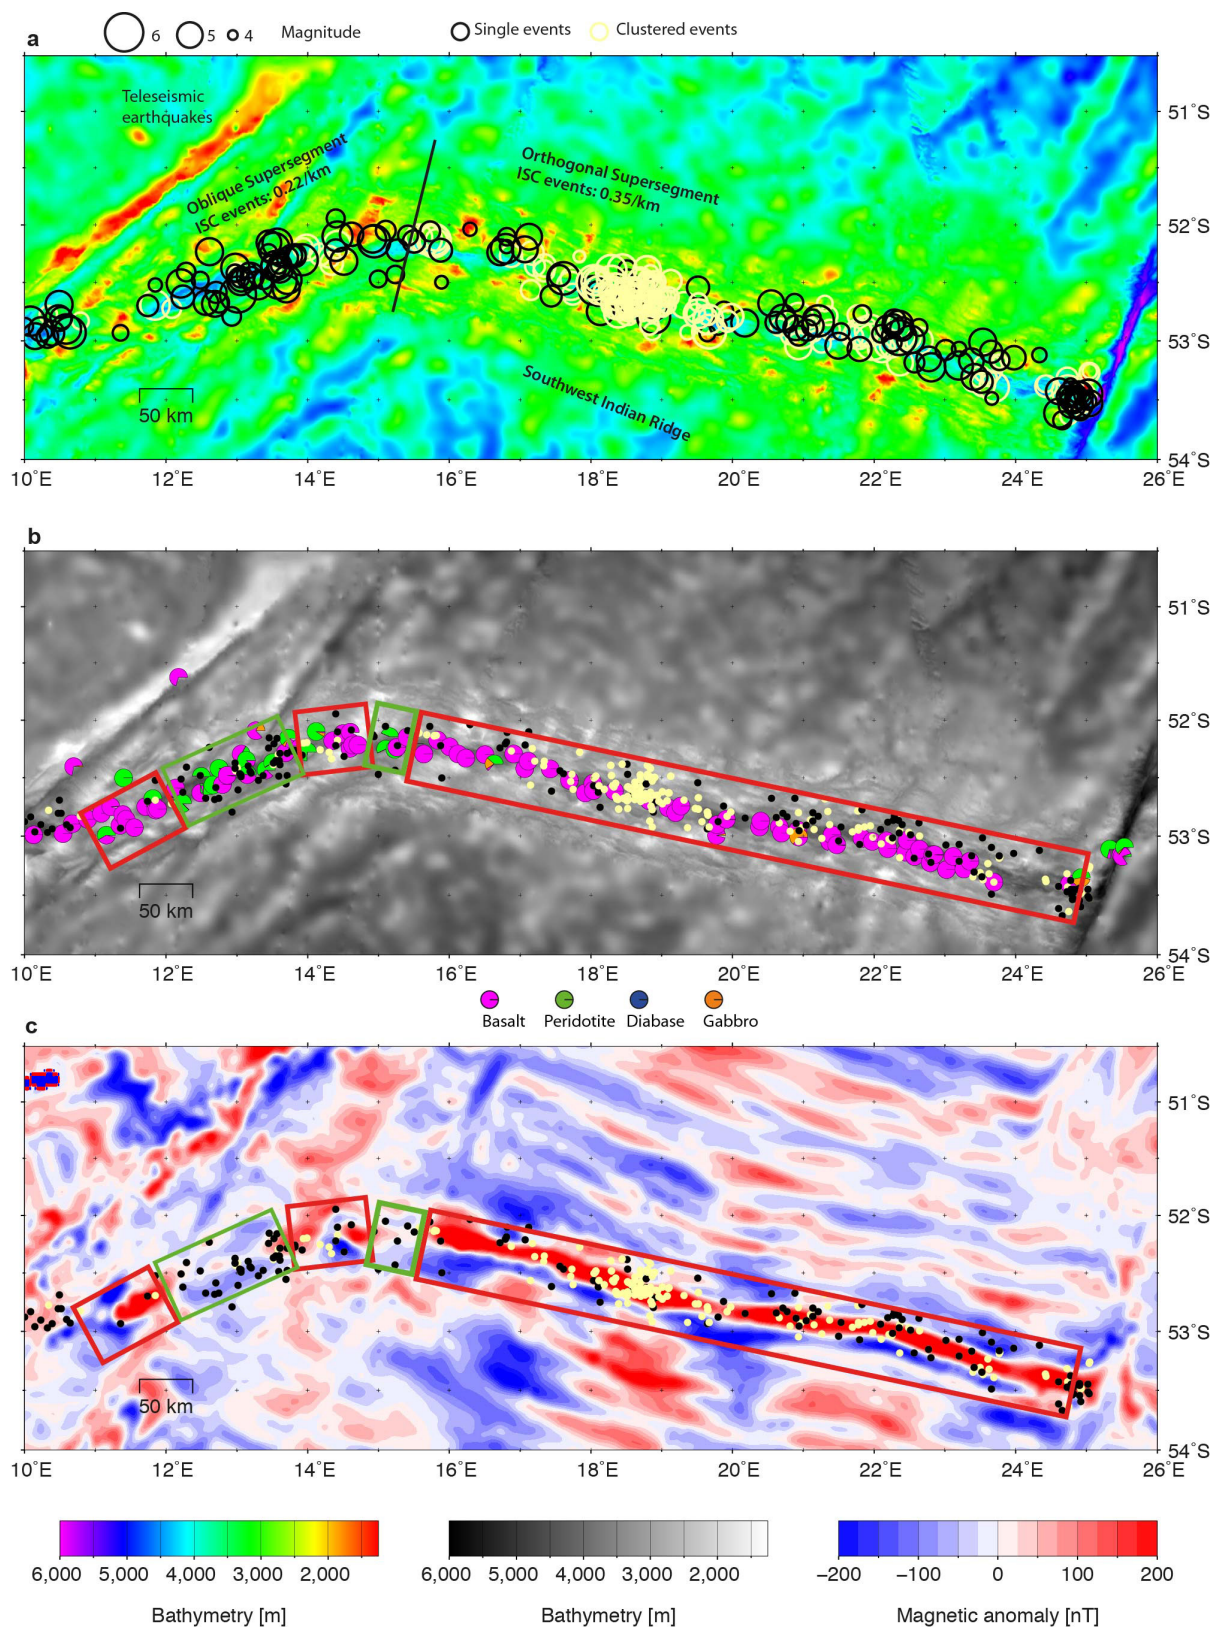 a
6 5 4 Magnitude Single events Clustered events
Teleseismic
earthquakes
Oblique Supersegment
ISC events: 0.22/km
Orthogonal Supersegment
ISC events: 0.35/km
Southwest Indian Ridge
50 km
51°S
52°S
53°S
54°S
10°E 12°E 14°E 16°E 18°E 20°E 22°E 24°E 26°E
b
51°S
52°S
53°S
54°S
50 km
10°E 12°E 14°E 16°E 18°E 20°E 22°E 24°E 26°E
Basalt Peridotite Diabase Gabbro
c
51°S
52°S
53°S
54°S
50 km
10°E 12°E 14°E 16°E 18°E 20°E 22°E 24°E 26°E
6,000 5,000 4,000 3,000 2,000
Bathymetry [m]
6,000 5,000 4,000 3,000 2,000
Bathymetry [m]
−200 −100 0 100 200
Magnetic anomaly [nT]